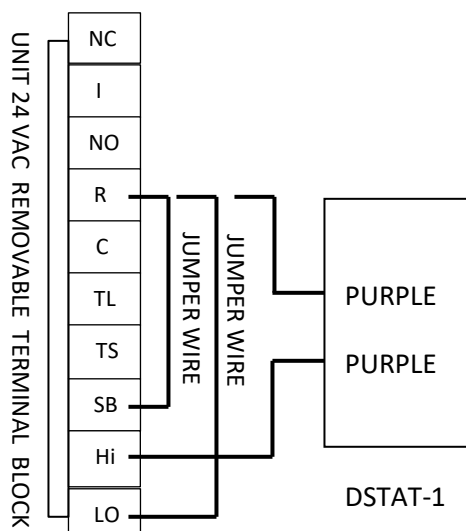 UNIT 24 VAC REMOVABLE TERMINAL BLOCK
NC
I
NO
R
C
TL
TS
SB
Hi
LO
JUMPER WIRE
JUMPER WIRE
PURPLE
PURPLE
DSTAT-1